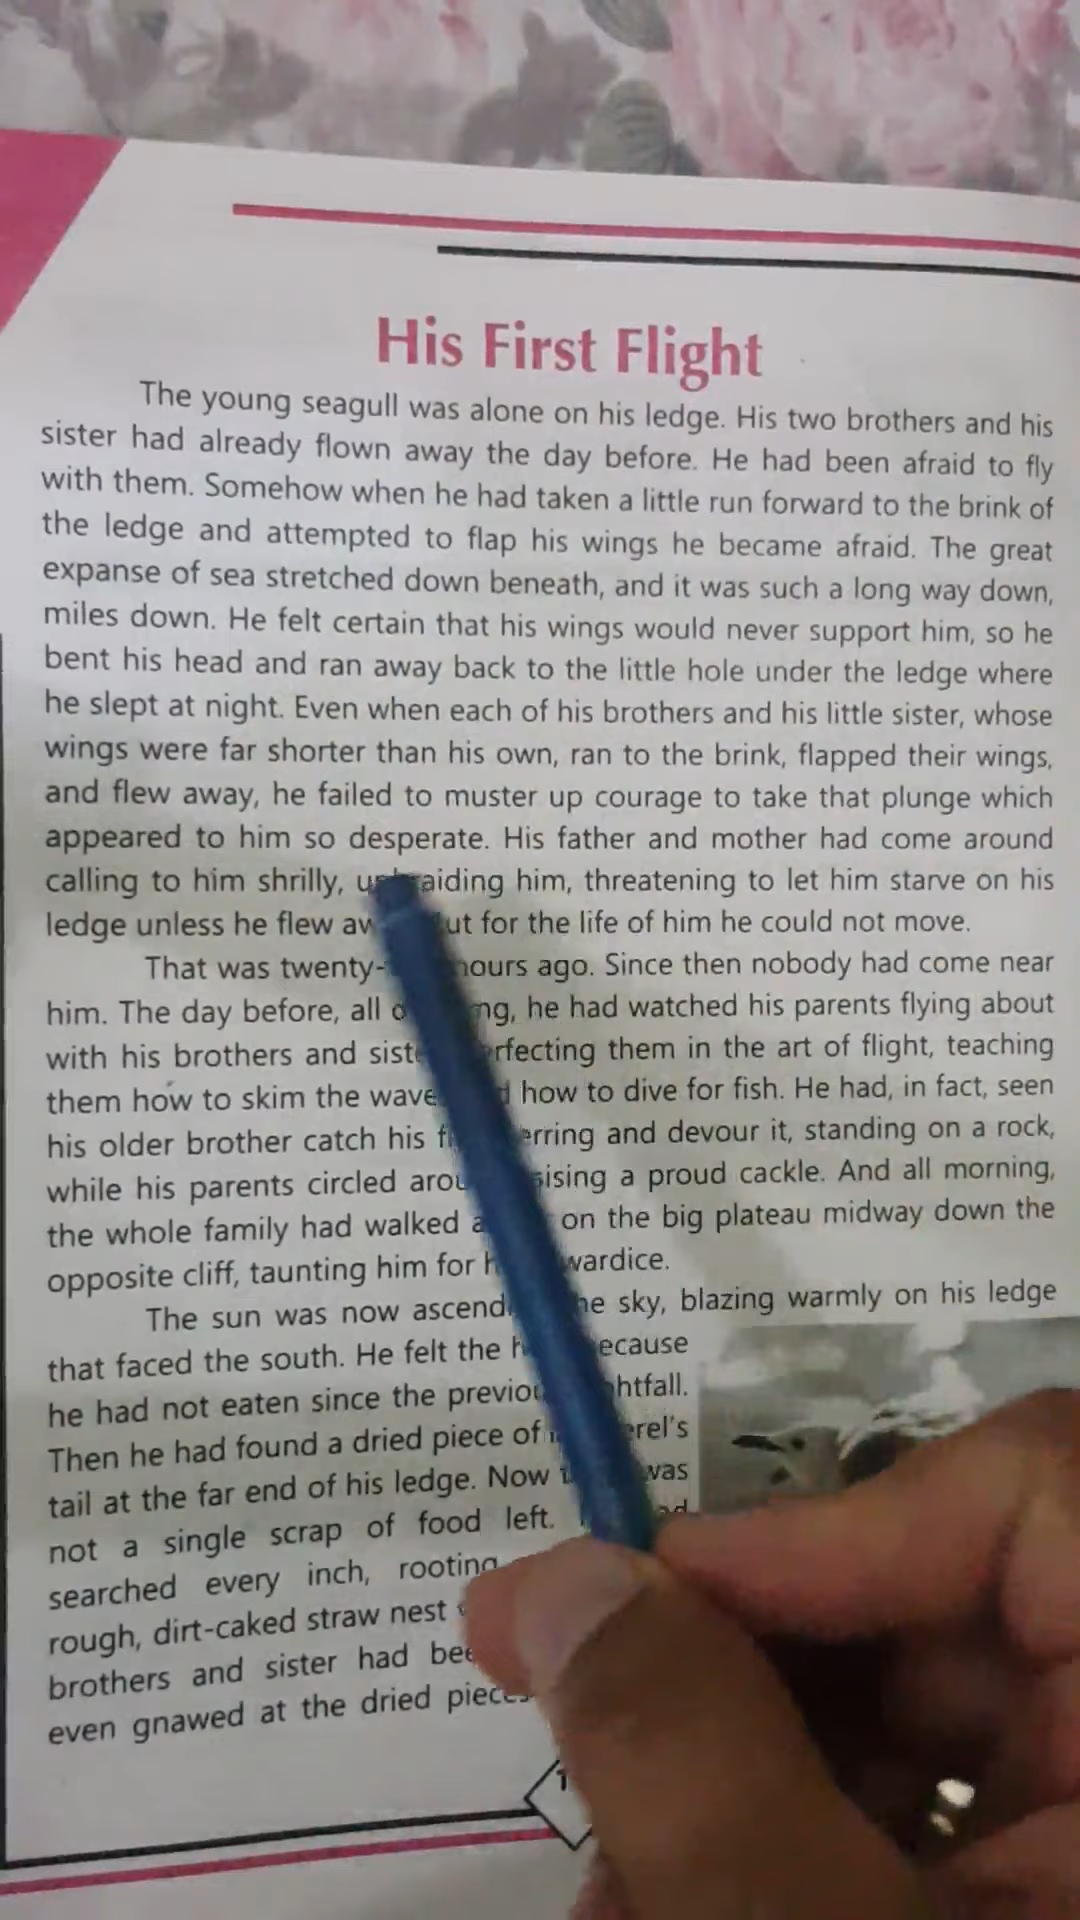 His First Flight
The young seagull was alone on his ledge. His two brothers and his
sister had already flown away the day before. He had been afraid to fly
with them. Somehow when he had taken a little run forward to the brink of
the ledge and attempted to flap his wings he became afraid. The great
expanse of sea stretched down beneath, and it was such a long way down,
miles down. He felt certain that his wings would never support him, so he
bent his head and ran away back to the little hole under the ledge where
he slept at night. Even when each of his brothers and his little sister, whose
wings were far shorter than his own, ran to the brink, flapped their wings,
and flew away, he failed to muster up courage to take that plunge which
appeared to him so desperate. His father and mother had come around
calling to him shrilly, upbraiding him, threatening to let him starve on his
ledge unless he flew for the life of him he could not move.
That was hours ago. Since then nobody had come near
him. The day before, all he had watched his parents flying about
with his brothers and them in the art of flight, teaching
them how to skim the how to dive for fish. He had, in fact, seen
his older brother catch his and devour it, standing on a rock,
while his parents circled a proud cackle. And all morning,
the whole family had walked on the big plateau midway down the
opposite cliff, taunting him for
The sun was now sky, blazing warmly on his ledge
that faced the south. He felt the because
he had not eaten since the
Then he had found a dried piece of
tail at the far end of his ledge. Now was
not a single scrap of food left.
searched every inch, rooting
rough, dirt-caked straw nest
brothers and sister had
even gnawed at the dried pieces